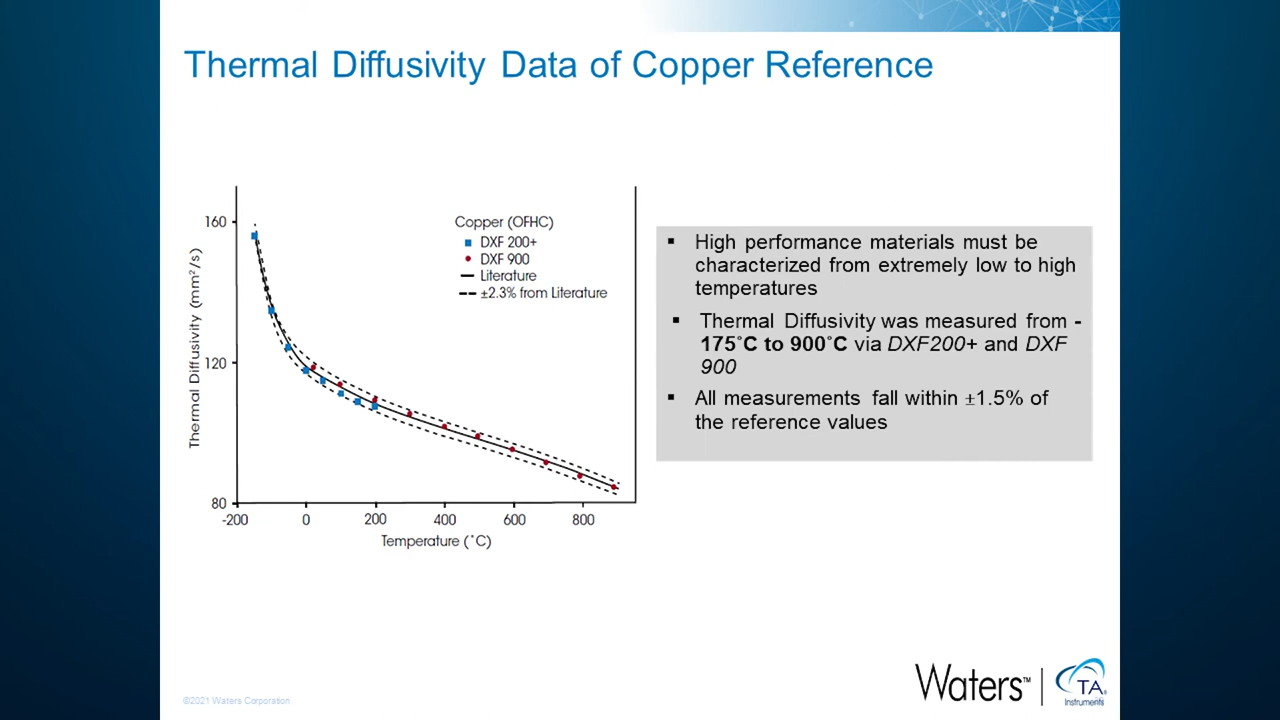 Thermal Diffusivity Data of Copper Reference
160
120
80
Thermal Diffusivity (mm²/s)
Copper (OFHC)
DXF 200+
DXF 900
Literature
±2.3% from Literature
-200
0
200
400
600
800
Temperature (˚C)
▪ High performance materials must be
characterized from extremely low to high
temperatures
▪ Thermal Diffusivity was measured from -
175˚C to 900˚C via DXF200+ and DXF
900
▪ All measurements fall within ±1.5% of
the reference values
©2021 Waters Corporation
Waters™
TA
Instruments